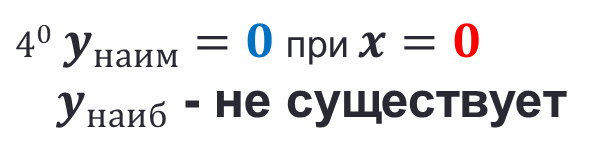 4⁰ yнаим = 0 при x = 0
yнаиб - не существует